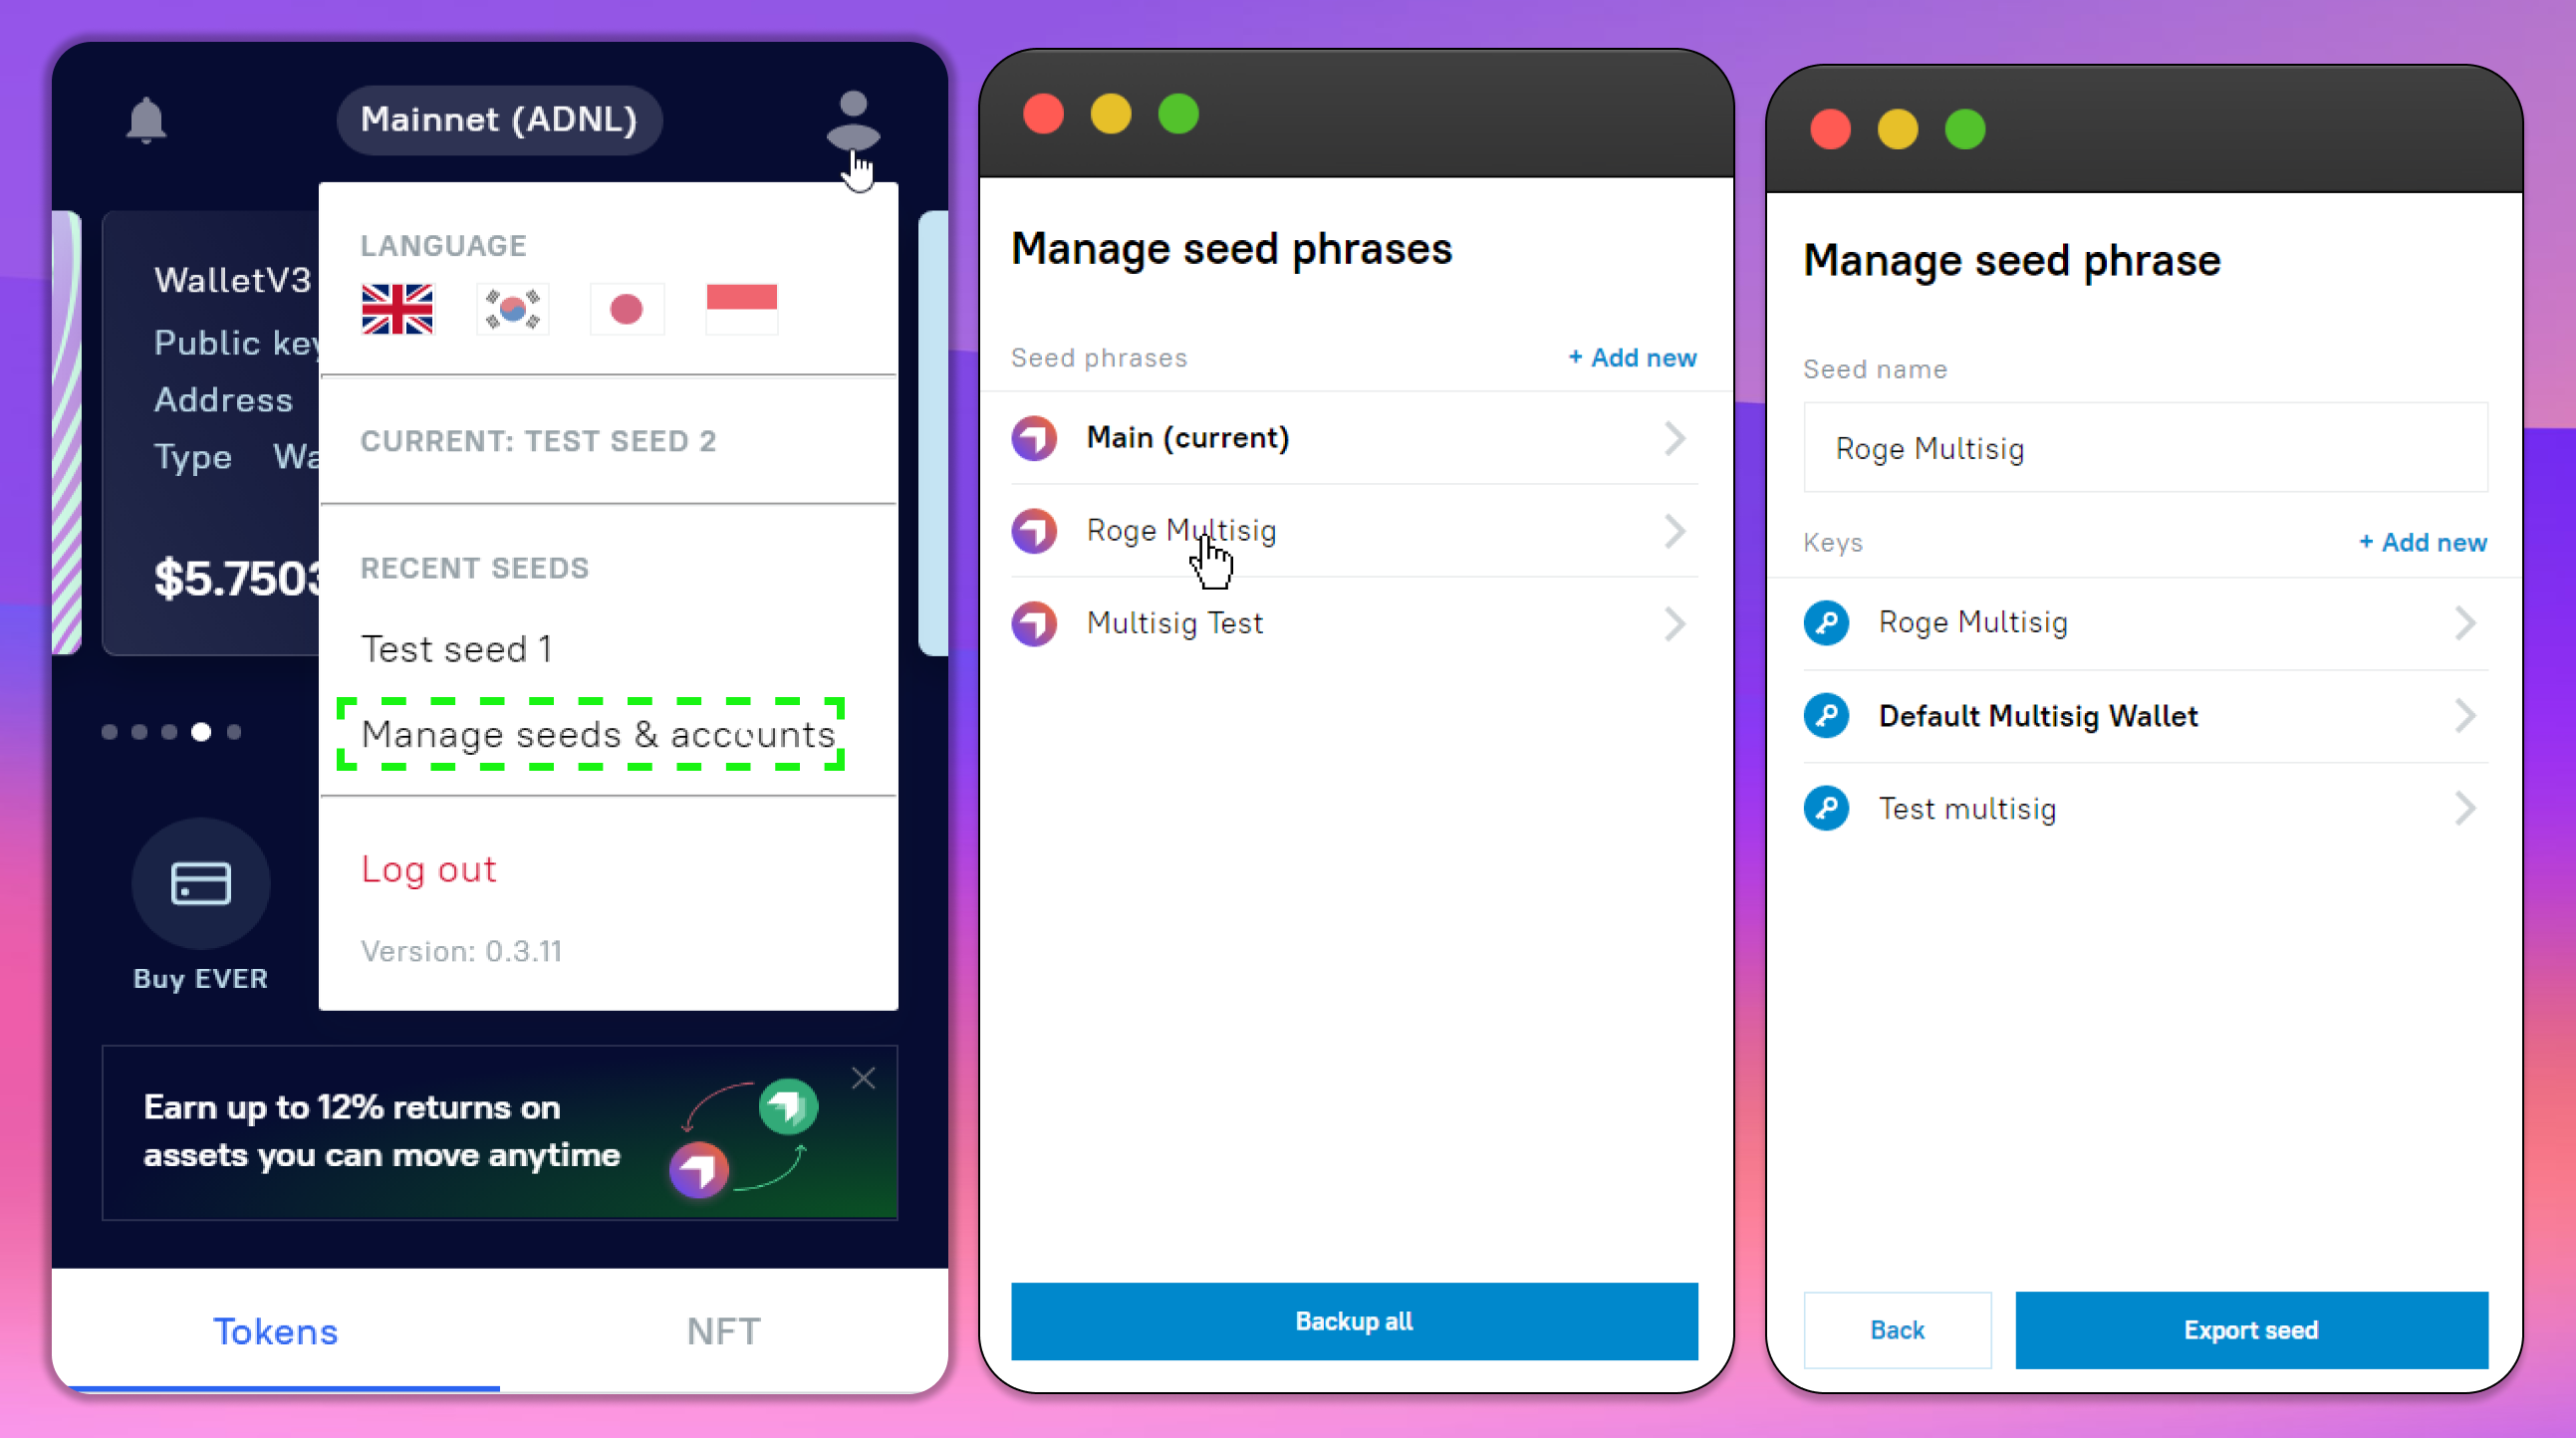 Mainnet (ADNL)
WalletV3
Public key
Address
Type Wa
$5.7503
LANGUAGE
CURRENT: TEST SEED 2
RECENT SEEDS
Test seed 1
Manage seeds & accounts
Log out
Version: 0.3.11
Buy EVER
Earn up to 12% returns on
assets you can move anytime
Tokens
NFT
Manage seed phrases
Seed phrases
+ Add new
Main (current)
Roge Multisig
Multisig Test
Backup all
Manage seed phrase
Seed name
Roge Multisig
Keys
+ Add new
Roge Multisig
Default Multisig Wallet
Test multisig
Back
Export seed